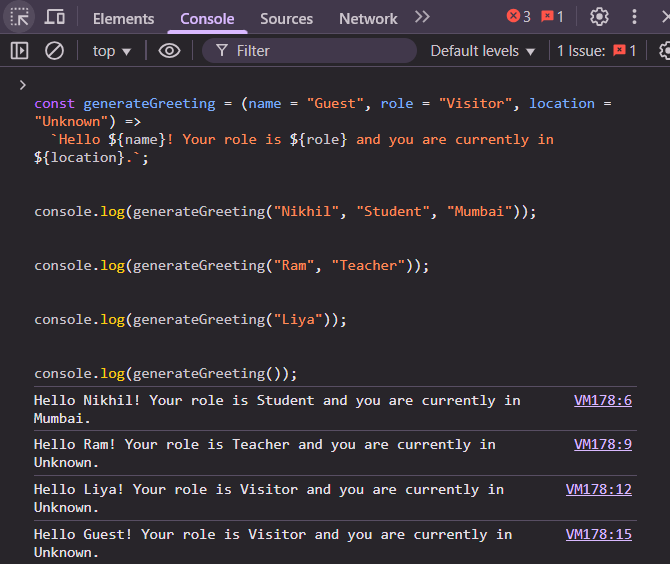 Elements Console Sources Network 3 1
top Filter Default levels 1 Issue: 1
const generateGreeting = (name = "Guest", role = "Visitor", location =
"Unknown") =>
  `Hello ${name}! Your role is ${role} and you are currently in
${location}.`;
console.log(generateGreeting("Nikhil", "Student", "Mumbai"));
console.log(generateGreeting("Ram", "Teacher"));
console.log(generateGreeting("Liya"));
console.log(generateGreeting());
Hello Nikhil! Your role is Student and you are currently in VM178:6
Mumbai.
Hello Ram! Your role is Teacher and you are currently in VM178:9
Unknown.
Hello Liya! Your role is Visitor and you are currently in VM178:12
Unknown.
Hello Guest! Your role is Visitor and you are currently in VM178:15
Unknown.